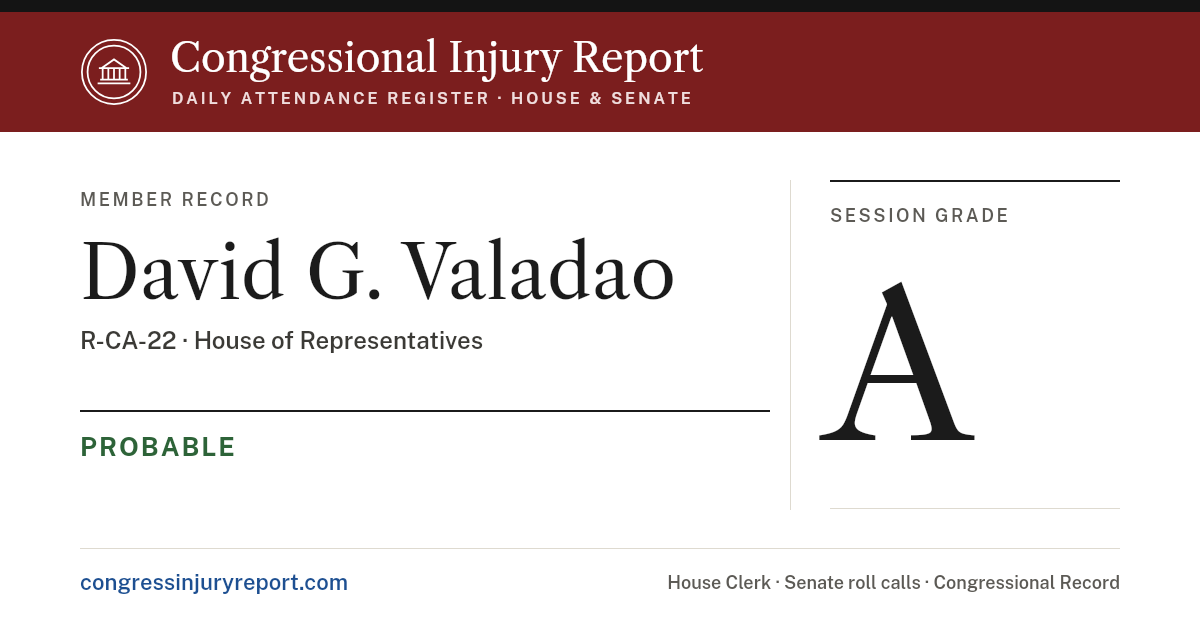 Congressional Injury Report
DAILY ATTENDANCE REGISTER · HOUSE & SENATE
MEMBER RECORD
David G. Valadao
R-CA-22 · House of Representatives
PROBABLE
SESSION GRADE
A
congressinjuryreport.com
House Clerk · Senate roll calls · Congressional Record